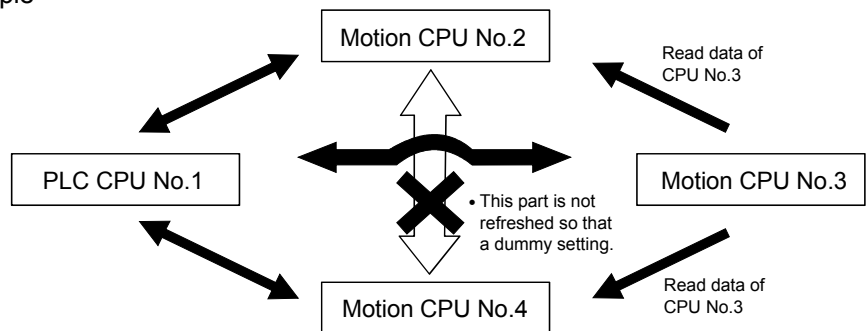 Motion CPU No.2
Read data of
CPU No.3
PLC CPU No.1
Motion CPU No.3
• This part is not
refreshed so that
a dummy setting.
Motion CPU No.4
Read data of
CPU No.3